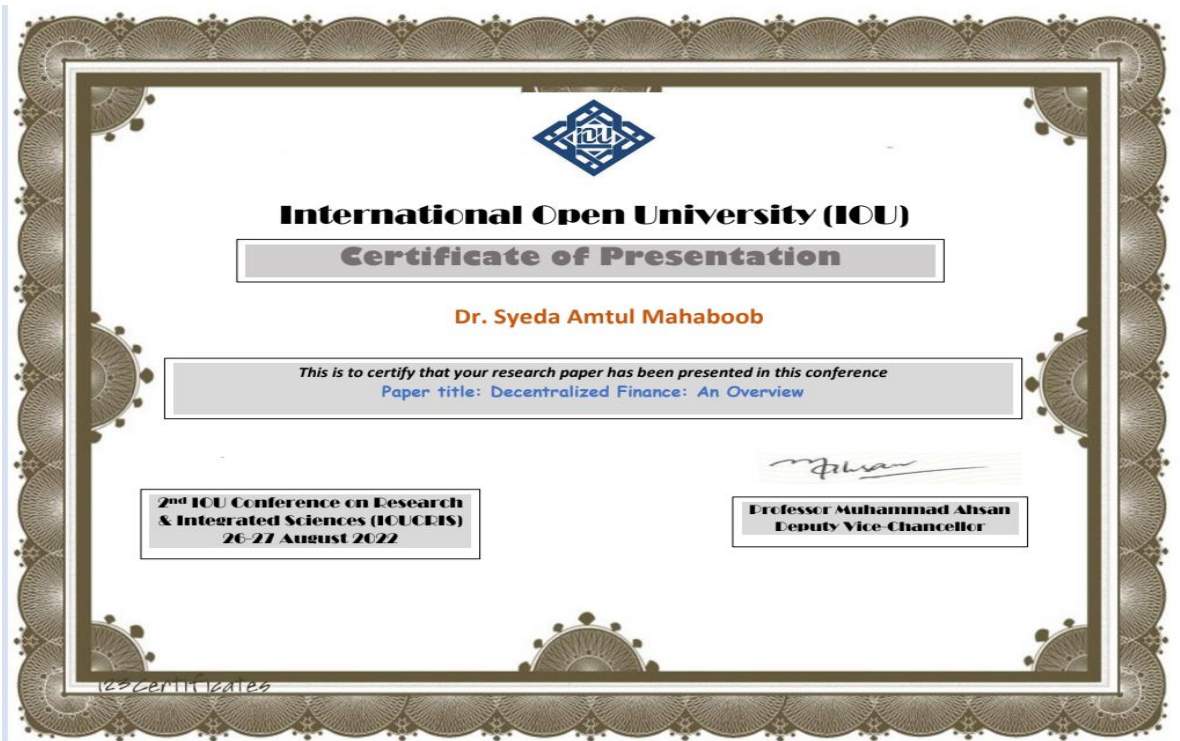 IOU
International Open University (IOU)
Certificate of Presentation
Dr. Syeda Amtul Mahaboob
This is to certify that your research paper has been presented in this conference
Paper title: Decentralized Finance: An Overview
2nd IOU Conference on Research
& Integrated Sciences (IOUCRIS)
26-27 August 2022
MAhsan
Professor Muhammad Ahsan
Deputy Vice-Chancellor
123Certificates